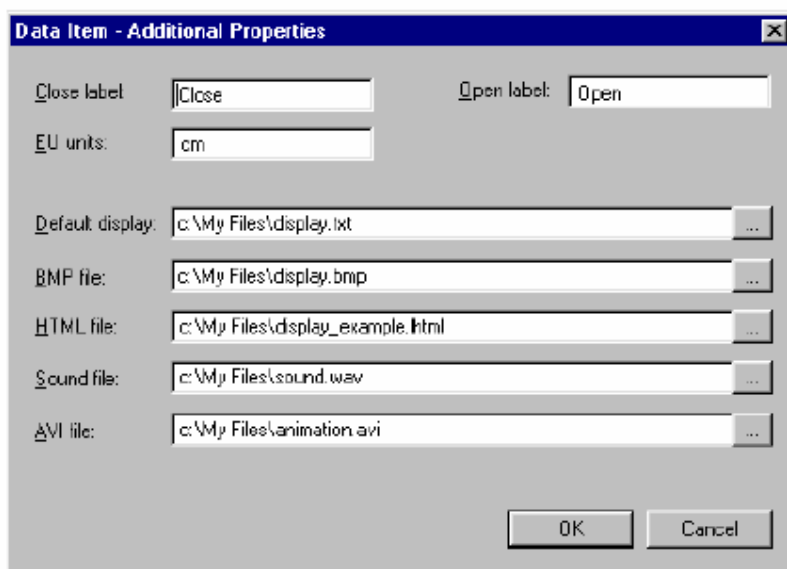 Data Item - Additional Properties
Close label: Close Open label: Open
EU units: cm
Default display: c:\My Files\display.txt ...
BMP file: c:\My Files\display.bmp ...
HTML file: c:\My Files\display_example.html ...
Sound file: c:\My Files\sound.wav ...
AVI file: c:\My Files\animation.avi ...
OK Cancel